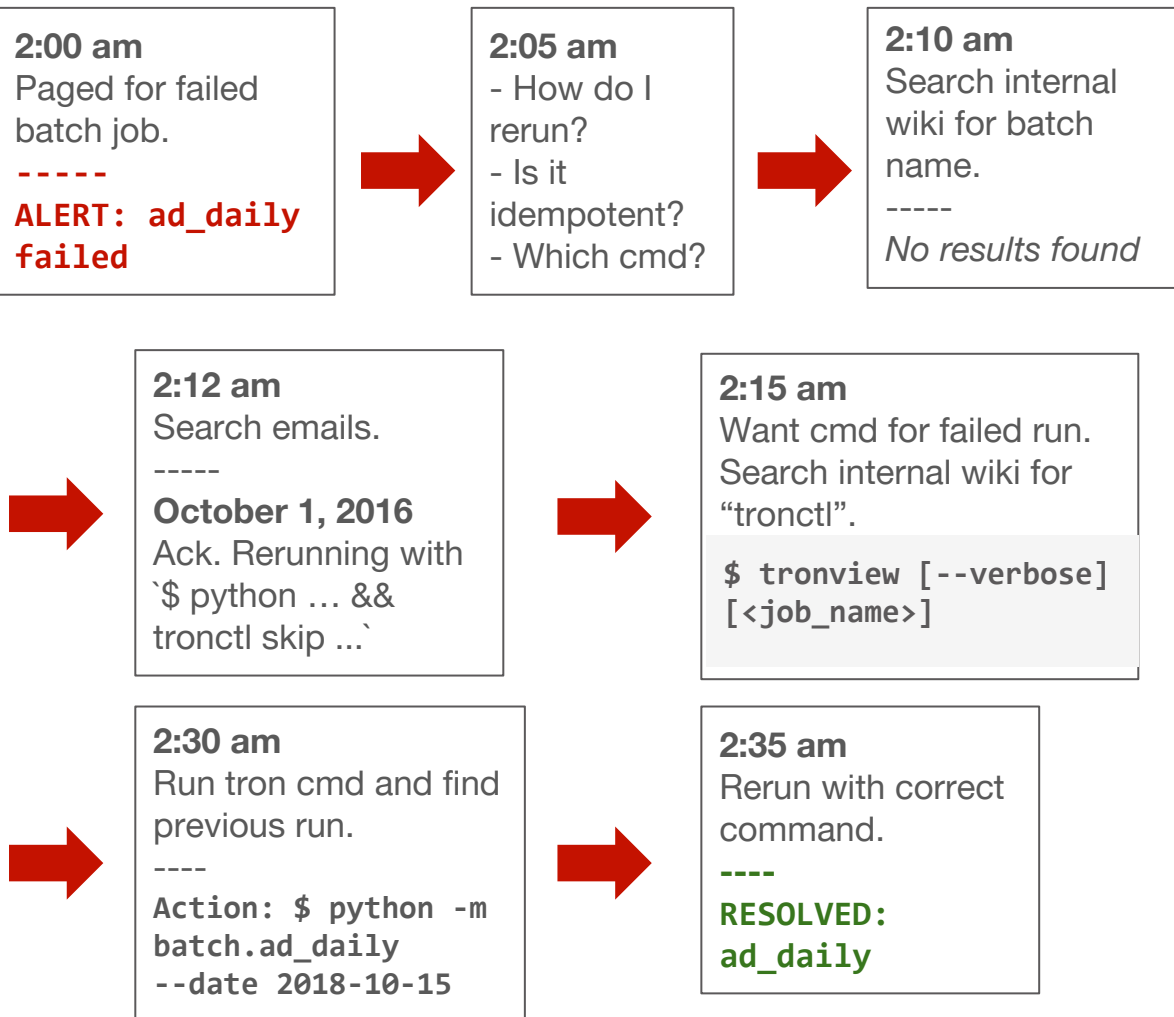 2:00 am
Paged for failed
batch job.
-----
ALERT: ad_daily
failed
2:05 am
- How do I
rerun?
- Is it
idempotent?
- Which cmd?
2:10 am
Search internal
wiki for batch
name.
-----
No results found
2:12 am
Search emails.
-----
October 1, 2016
Ack. Rerunning with
`$ python … &&
tronctl skip ...`
2:15 am
Want cmd for failed run.
Search internal wiki for
“tronctl”.
$ tronview [--verbose]
[<job_name>]
2:30 am
Run tron cmd and find
previous run.
----
Action: $ python -m
batch.ad_daily
--date 2018-10-15
2:35 am
Rerun with correct
command.
----
RESOLVED:
ad_daily